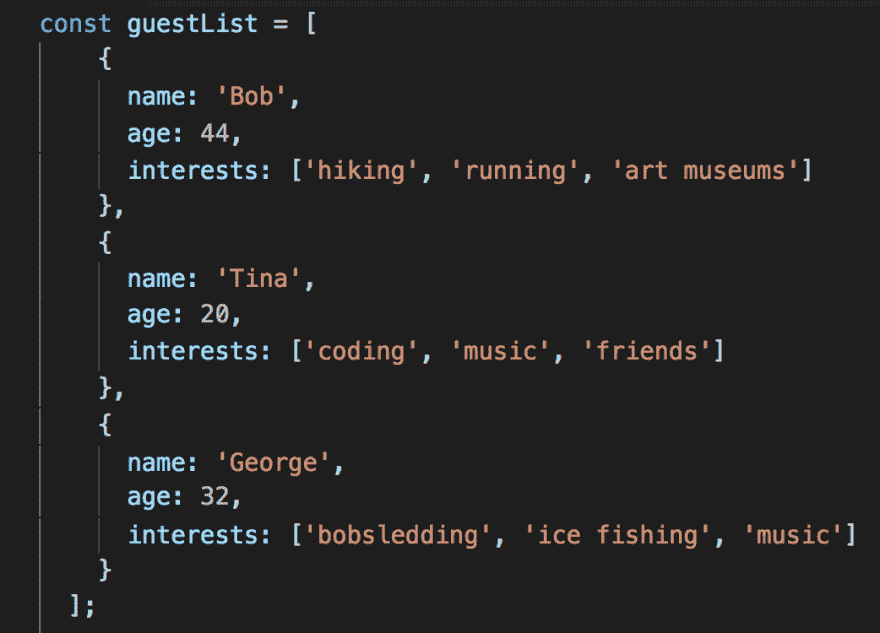 const guestList = [
{
name: 'Bob',
age: 44,
interests: ['hiking', 'running', 'art museums']
},
{
name: 'Tina',
age: 20,
interests: ['coding', 'music', 'friends']
},
{
name: 'George',
age: 32,
interests: ['bobsledding', 'ice fishing', 'music']
}
];